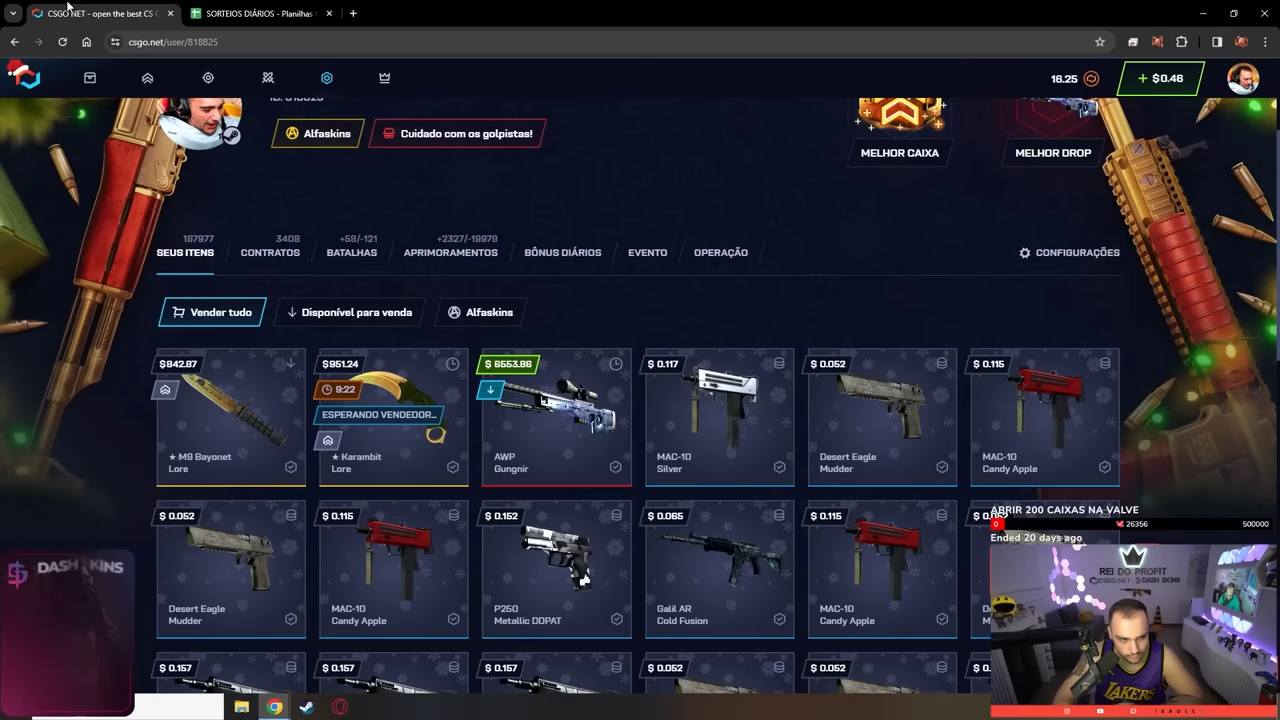 CSGO.NET - open the best CS C
SORTEIOS DIÁRIOS - Planilhas
csgo.net/user/818825
16.25
+ $0.46
Alfaskins
Cuidado com os golpistas!
MELHOR CAIXA
MELHOR DROP
187977
SEUS ITENS
3408
CONTRATOS
+58/-121
BATALHAS
+2327/-19978
APRIMORAMENTOS
BÔNUS DIÁRIOS
EVENTO
OPERAÇÃO
CONFIGURAÇÕES
Vender tudo
Disponível para venda
Alfaskins
$842.97
★ M9 Bayonet
Lore
$951.24
9:22
ESPERANDO VENDEDOR...
★ Karambit
Lore
$ 6553.86
AWP
Gungnir
$ 0.117
MAC-10
Silver
$ 0.052
Desert Eagle
Mudder
$ 0.115
MAC-10
Candy Apple
$ 0.052
Desert Eagle
Mudder
$ 0.115
MAC-10
Candy Apple
$ 0.152
P250
Metallic DDPAT
$ 0.065
Galil AR
Cold Fusion
$ 0.115
MAC-10
Candy Apple
$ 0.157
$ 0.157
$ 0.157
$ 0.052
$ 0.052
$ 0.
DASH SKINS
ABRIR 200 CAIXAS NA VALVE
0
26356
500000
Ended 20 days ago
REI DO PROFIT
CSGO.NET
DASH SKINS
LAKERS